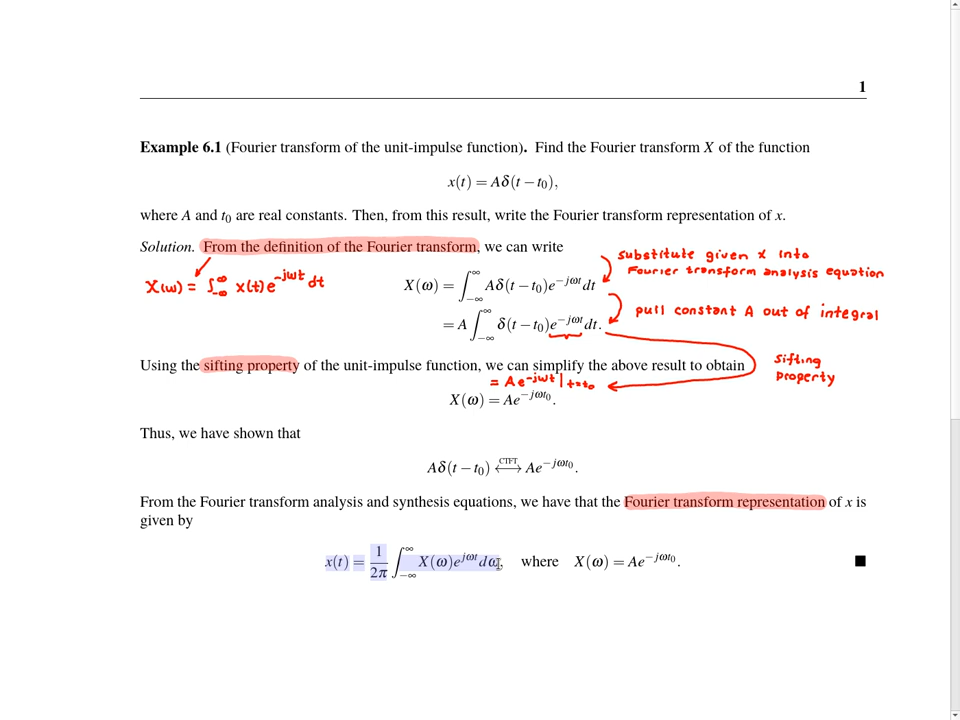 1
Example 6.1 (Fourier transform of the unit-impulse function). Find the Fourier transform X of the function
x(t) = Aδ(t − t₀),
where A and t₀ are real constants. Then, from this result, write the Fourier transform representation of x.
Solution. From the definition of the Fourier transform, we can write
substitute given x into
Fourier transform analysis equation
X(ω) = ∫_{-∞}^{∞} x(t)e^{-jωt} dt
X(ω) = ∫_{−∞}^{∞} Aδ(t − t₀)e^{−jωt} dt
= A ∫_{−∞}^{∞} δ(t − t₀)e^{−jωt} dt.
pull constant A out of integral
Using the sifting property of the unit-impulse function, we can simplify the above result to obtain
sifting
property
= Ae^{-jωt}|_{t=t₀}
X(ω) = Ae^{−jωt₀}.
Thus, we have shown that
Aδ(t − t₀) ⟷^{CTFT} Ae^{−jωt₀}.
From the Fourier transform analysis and synthesis equations, we have that the Fourier transform representation of x is
given by
x(t) = 1/2π ∫_{−∞}^{∞} X(ω)e^{jωt} dω, where X(ω) = Ae^{−jωt₀}. ■